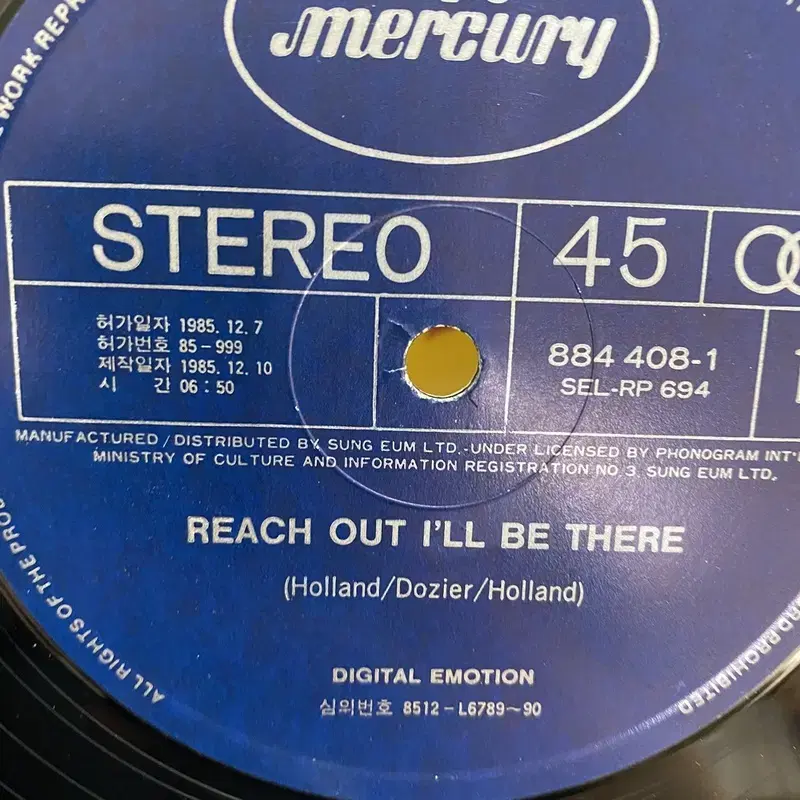 mercury
STEREO
45
허가일자 1985. 12. 7
허가번호 85-999
제작일자 1985. 12. 10
시 간 06 : 50
884 408-1
SEL-RP 694
MANUFACTURED / DISTRIBUTED BY SUNG EUM LTD.-UNDER LICENSED BY PHONOGRAM INT'
MINISTRY OF CULTURE AND INFORMATION REGISTRATION NO. 3. SUNG EUM LTD.
REACH OUT I'LL BE THERE
(Holland/Dozier/Holland)
DIGITAL EMOTION
심의번호 8512-L6789~90
ALL RIGHTS OF THE
WORK
PROHIBITED